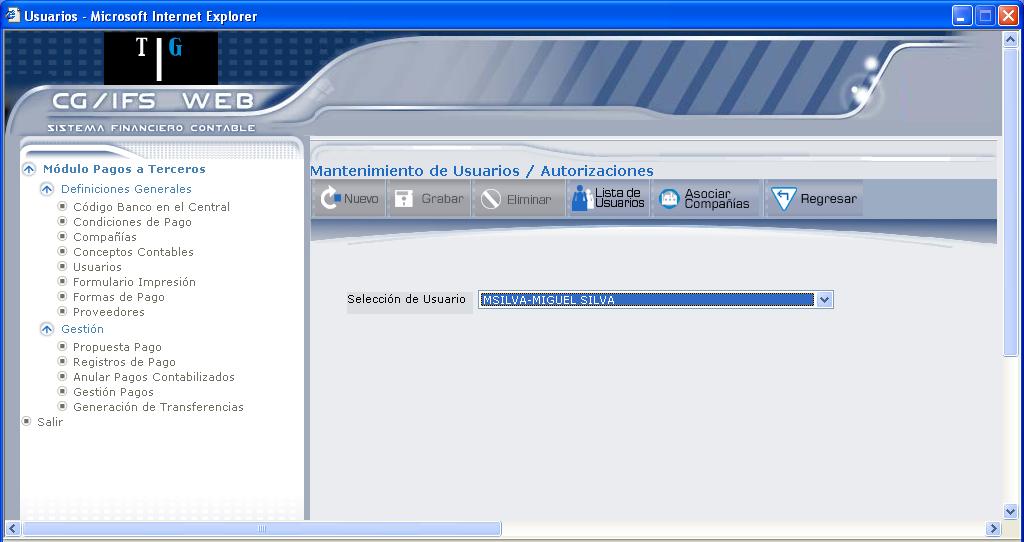 Usuarios - Microsoft Internet Explorer
T G
CG/IFS WEB
SISTEMA FINANCIERO CONTABLE
Módulo Pagos a Terceros
Definiciones Generales
Código Banco en el Central
Condiciones de Pago
Compañías
Conceptos Contables
Usuarios
Formulario Impresión
Formas de Pago
Proveedores
Gestión
Propuesta Pago
Registros de Pago
Anular Pagos Contabilizados
Gestión Pagos
Generación de Transferencias
Salir
Mantenimiento de Usuarios / Autorizaciones
Nuevo
Grabar
Eliminar
Lista de
Usuarios
Asociar
Compañías
Regresar
Selección de Usuario
MSILVA-MIGUEL SILVA